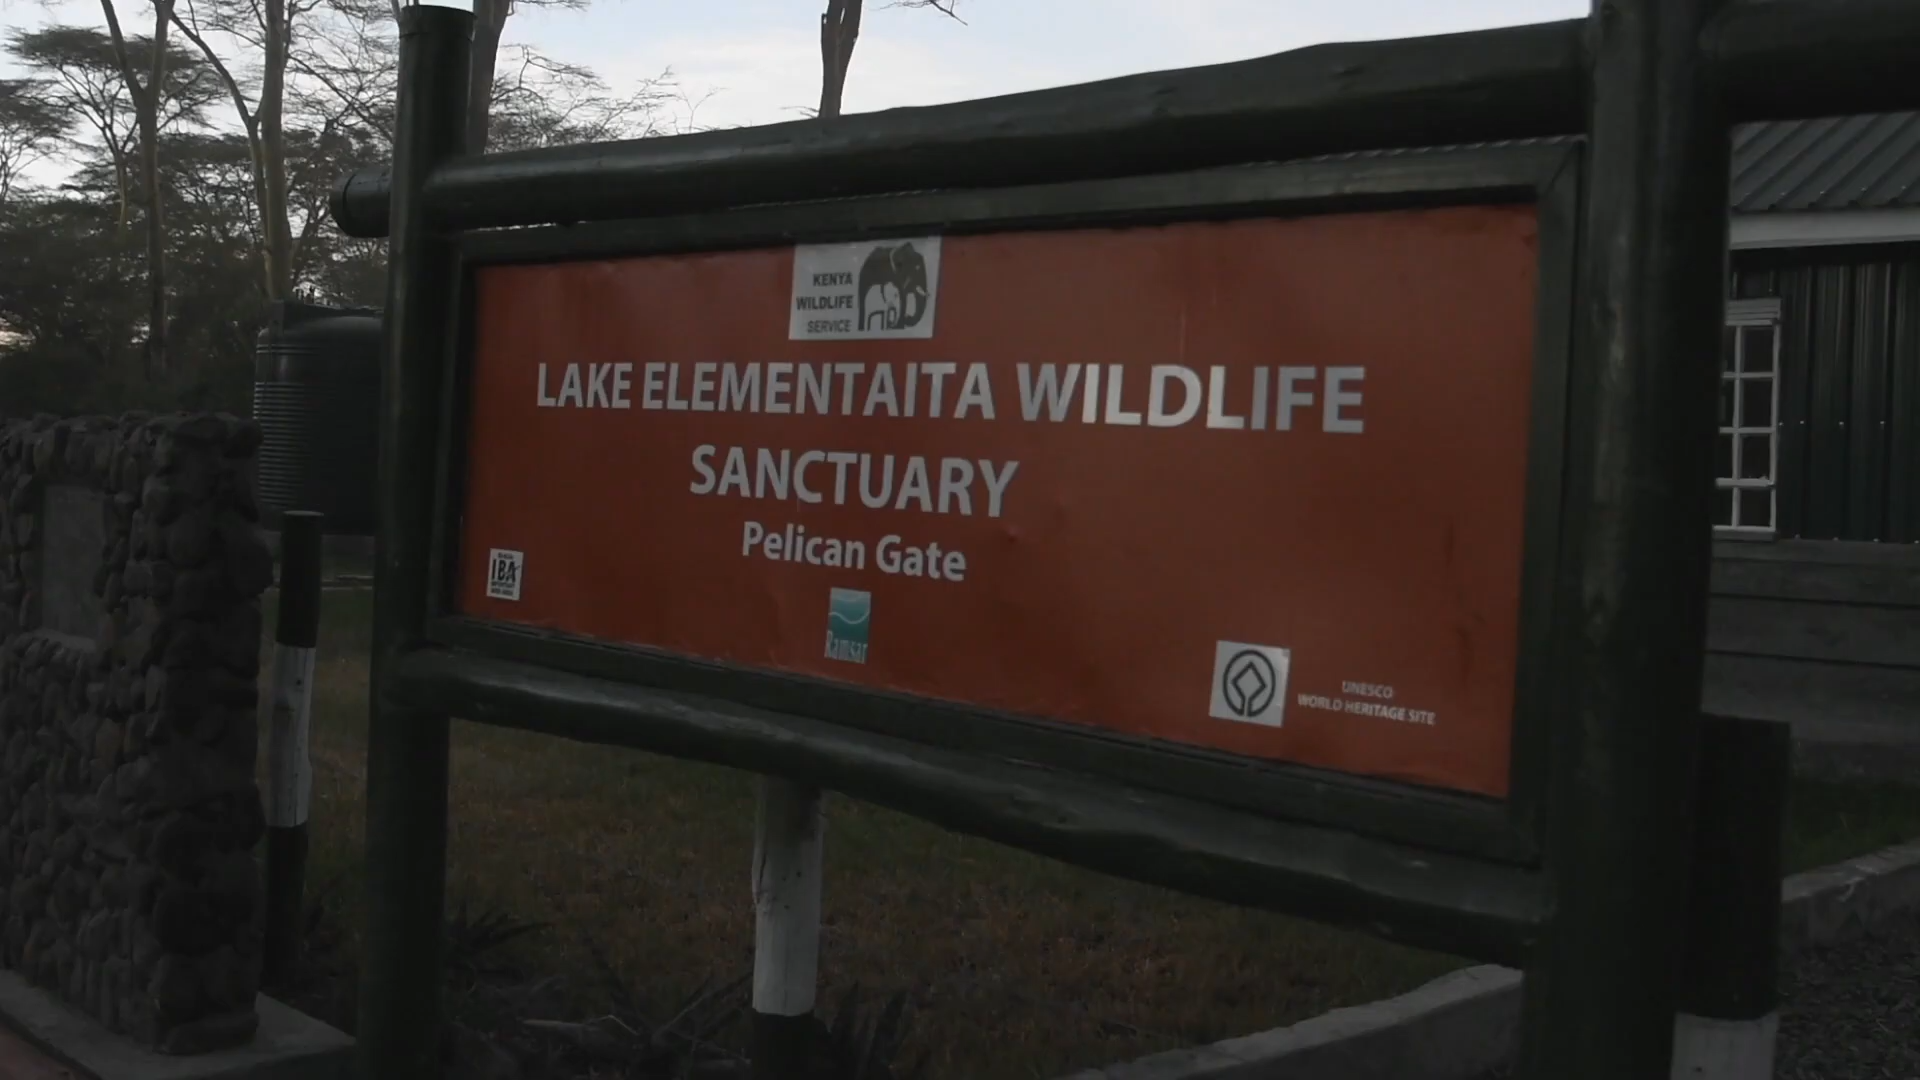 KENYA
WILDLIFE
SERVICE
LAKE ELEMENTAITA WILDLIFE
SANCTUARY
Pelican Gate
IBA
Ramsar
UNESCO
WORLD HERITAGE SITE